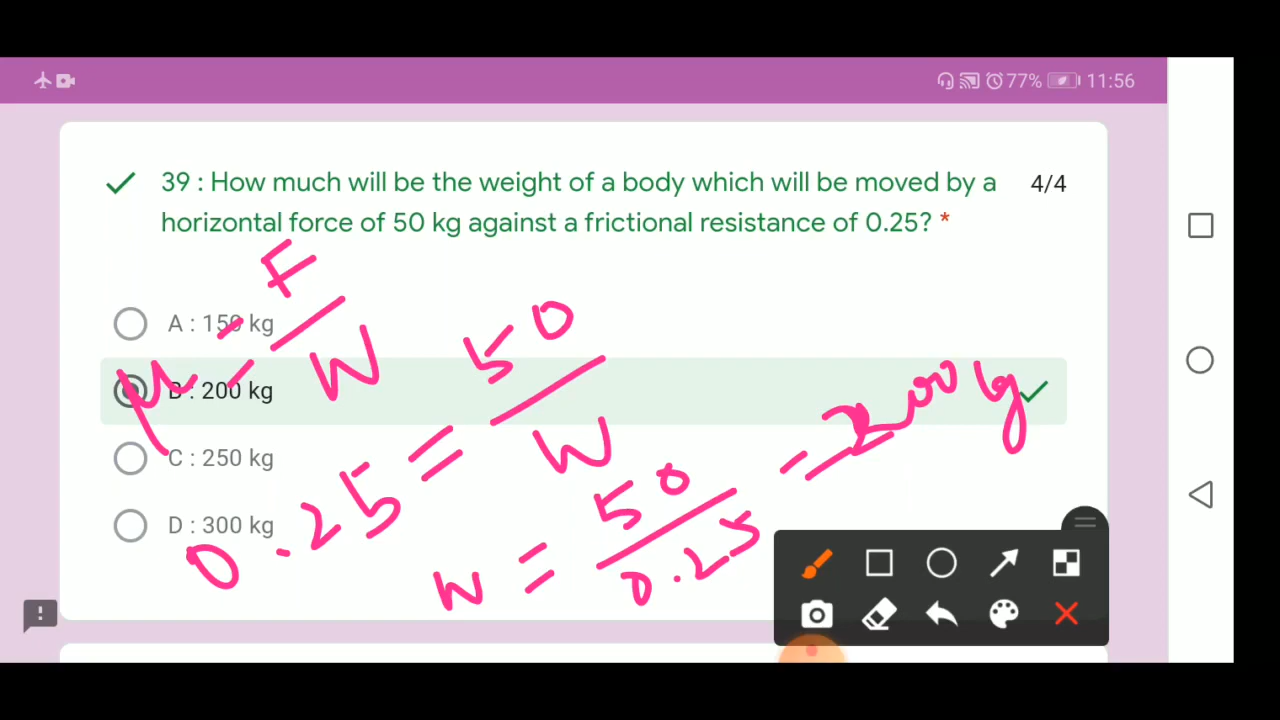 77% 11:56
39 : How much will be the weight of a body which will be moved by a 4/4
horizontal force of 50 kg against a frictional resistance of 0.25? *
A : 150 kg
B : 200 kg
C : 250 kg
D : 300 kg
μ = F/W
0.25 = 50/W
W = 50/0.25 = 200 kg